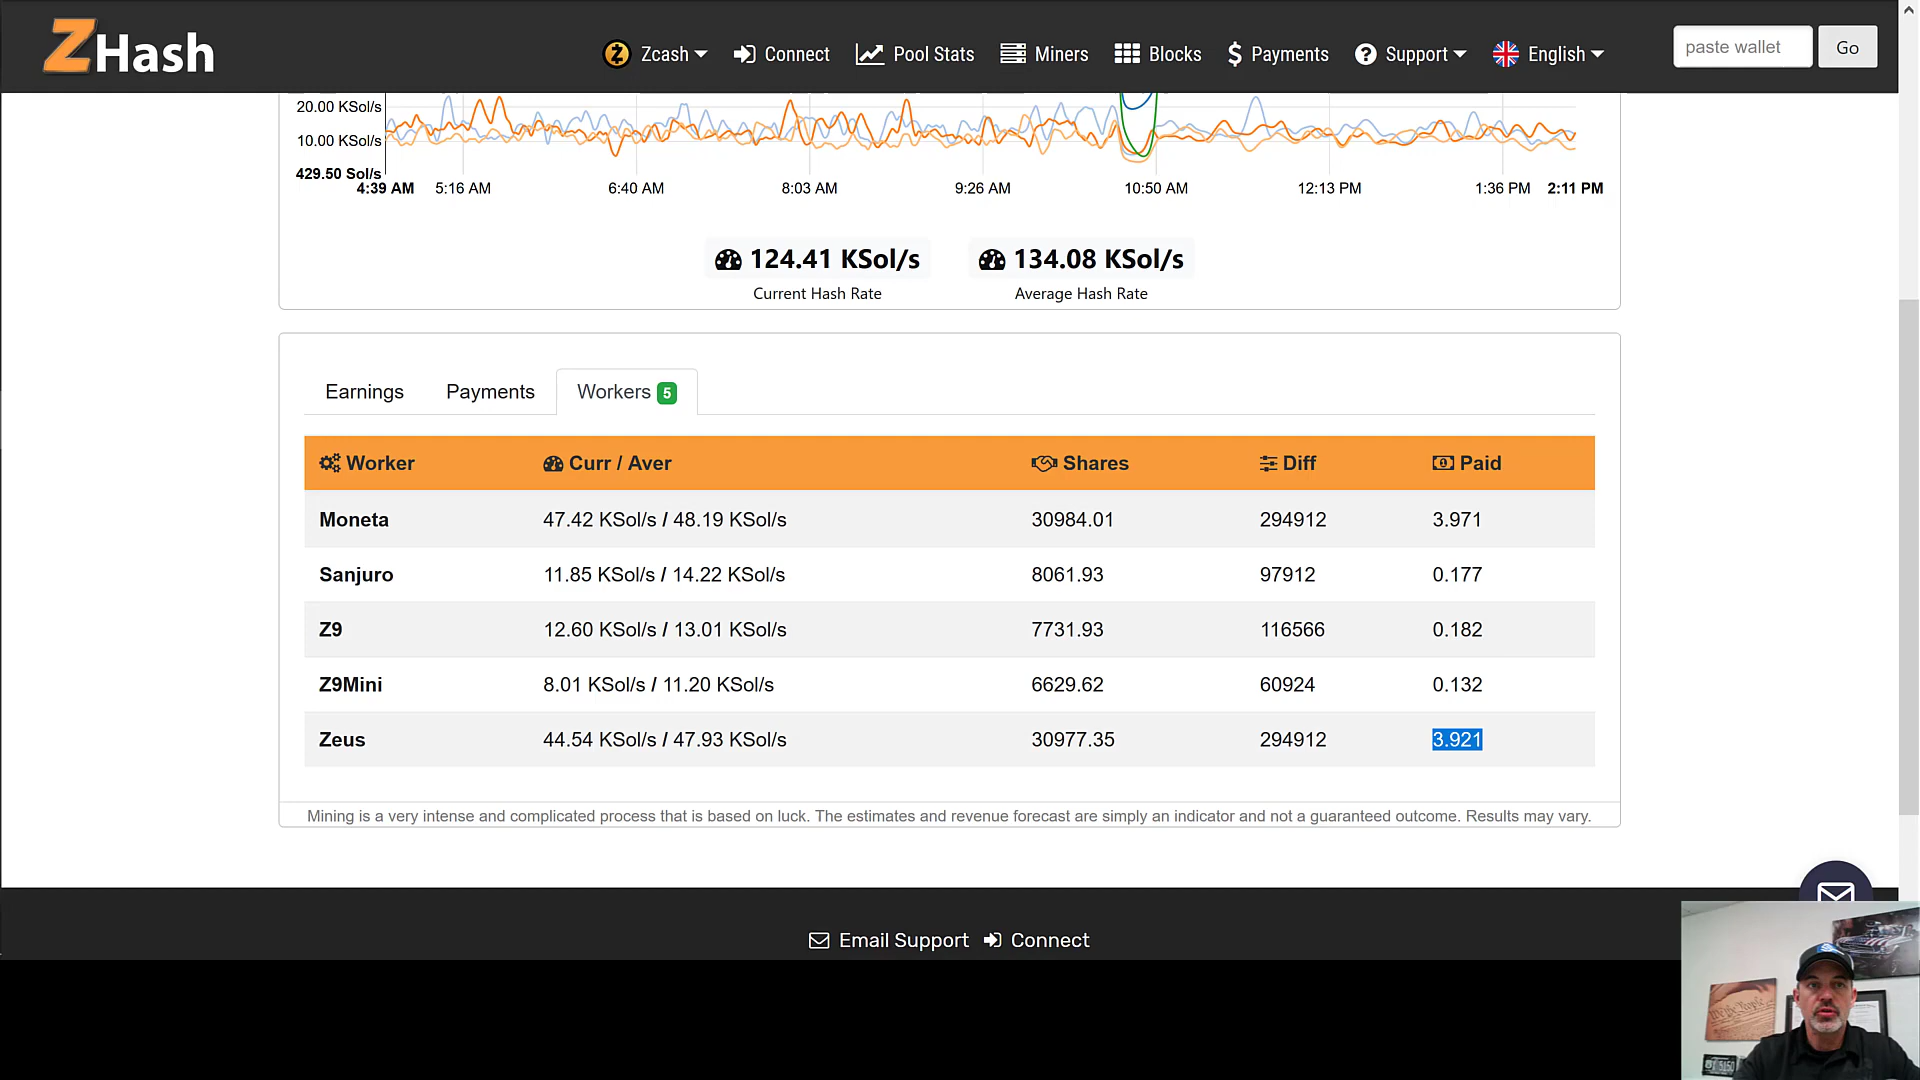 ZHash
Zcash Connect Pool Stats Miners Blocks Payments Support English paste wallet Go
20.00 KSol/s
10.00 KSol/s
429.50 Sol/s
4:39 AM 5:16 AM 6:40 AM 8:03 AM 9:26 AM 10:50 AM 12:13 PM 1:36 PM 2:11 PM
124.41 KSol/s 134.08 KSol/s
Current Hash Rate Average Hash Rate
Earnings Payments Workers 5
Worker Curr / Aver Shares Diff Paid
Moneta 47.42 KSol/s / 48.19 KSol/s 30984.01 294912 3.971
Sanjuro 11.85 KSol/s / 14.22 KSol/s 8061.93 97912 0.177
Z9 12.60 KSol/s / 13.01 KSol/s 7731.93 116566 0.182
Z9Mini 8.01 KSol/s / 11.20 KSol/s 6629.62 60924 0.132
Zeus 44.54 KSol/s / 47.93 KSol/s 30977.35 294912 3.921
Mining is a very intense and complicated process that is based on luck. The estimates and revenue forecast are simply an indicator and not a guaranteed outcome. Results may vary.
Email Support Connect
We the People